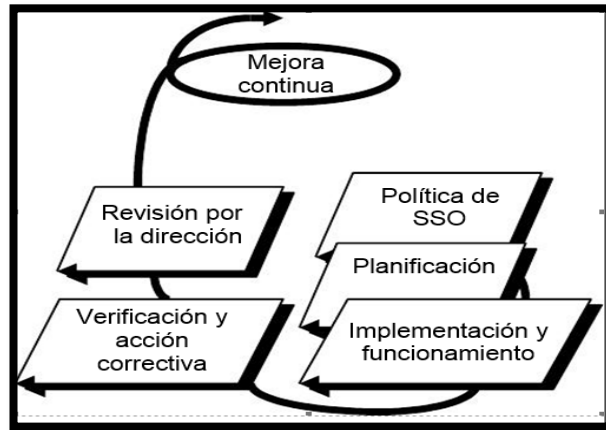 Mejora
continua
Política de
SSO
Revisión por
la dirección
Planificación
Verificación y
acción
correctiva
Implementación y
funcionamiento